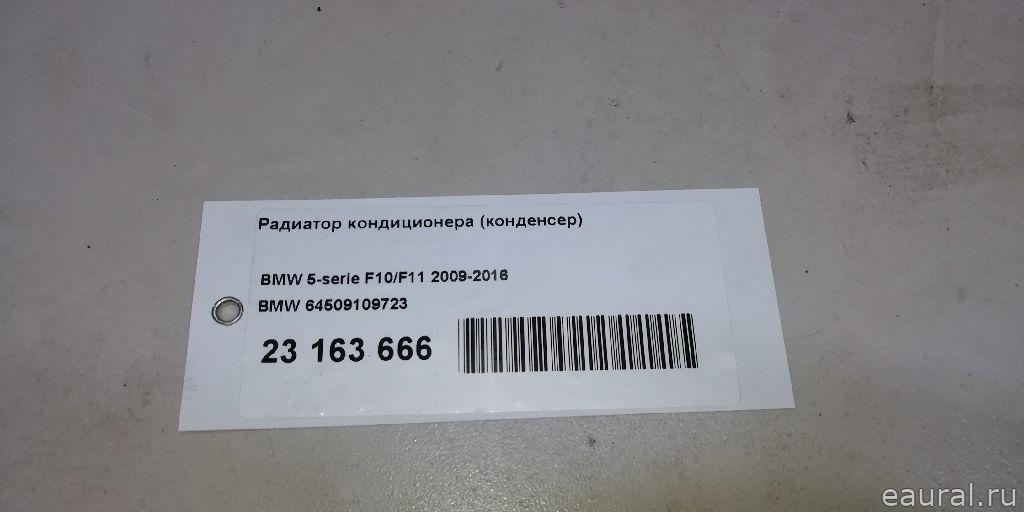 Радиатор кондиционера (конденсер)
BMW 5-serie F10/F11 2009-2016
BMW 64509109723
23 163 666
eaural.ru